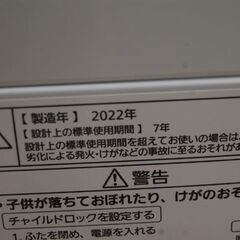 【製造年】 2022年
【設計上の標準使用期間】 7年
設計上の標準使用期間を超えてお使いの場合は、
劣化による発火・けがなどの事故に至るおそれが
警告
・子供が落ちておぼれたり、けがのおそ
チャイルドロックを設定する
1. ふたを閉め、電源を入れる